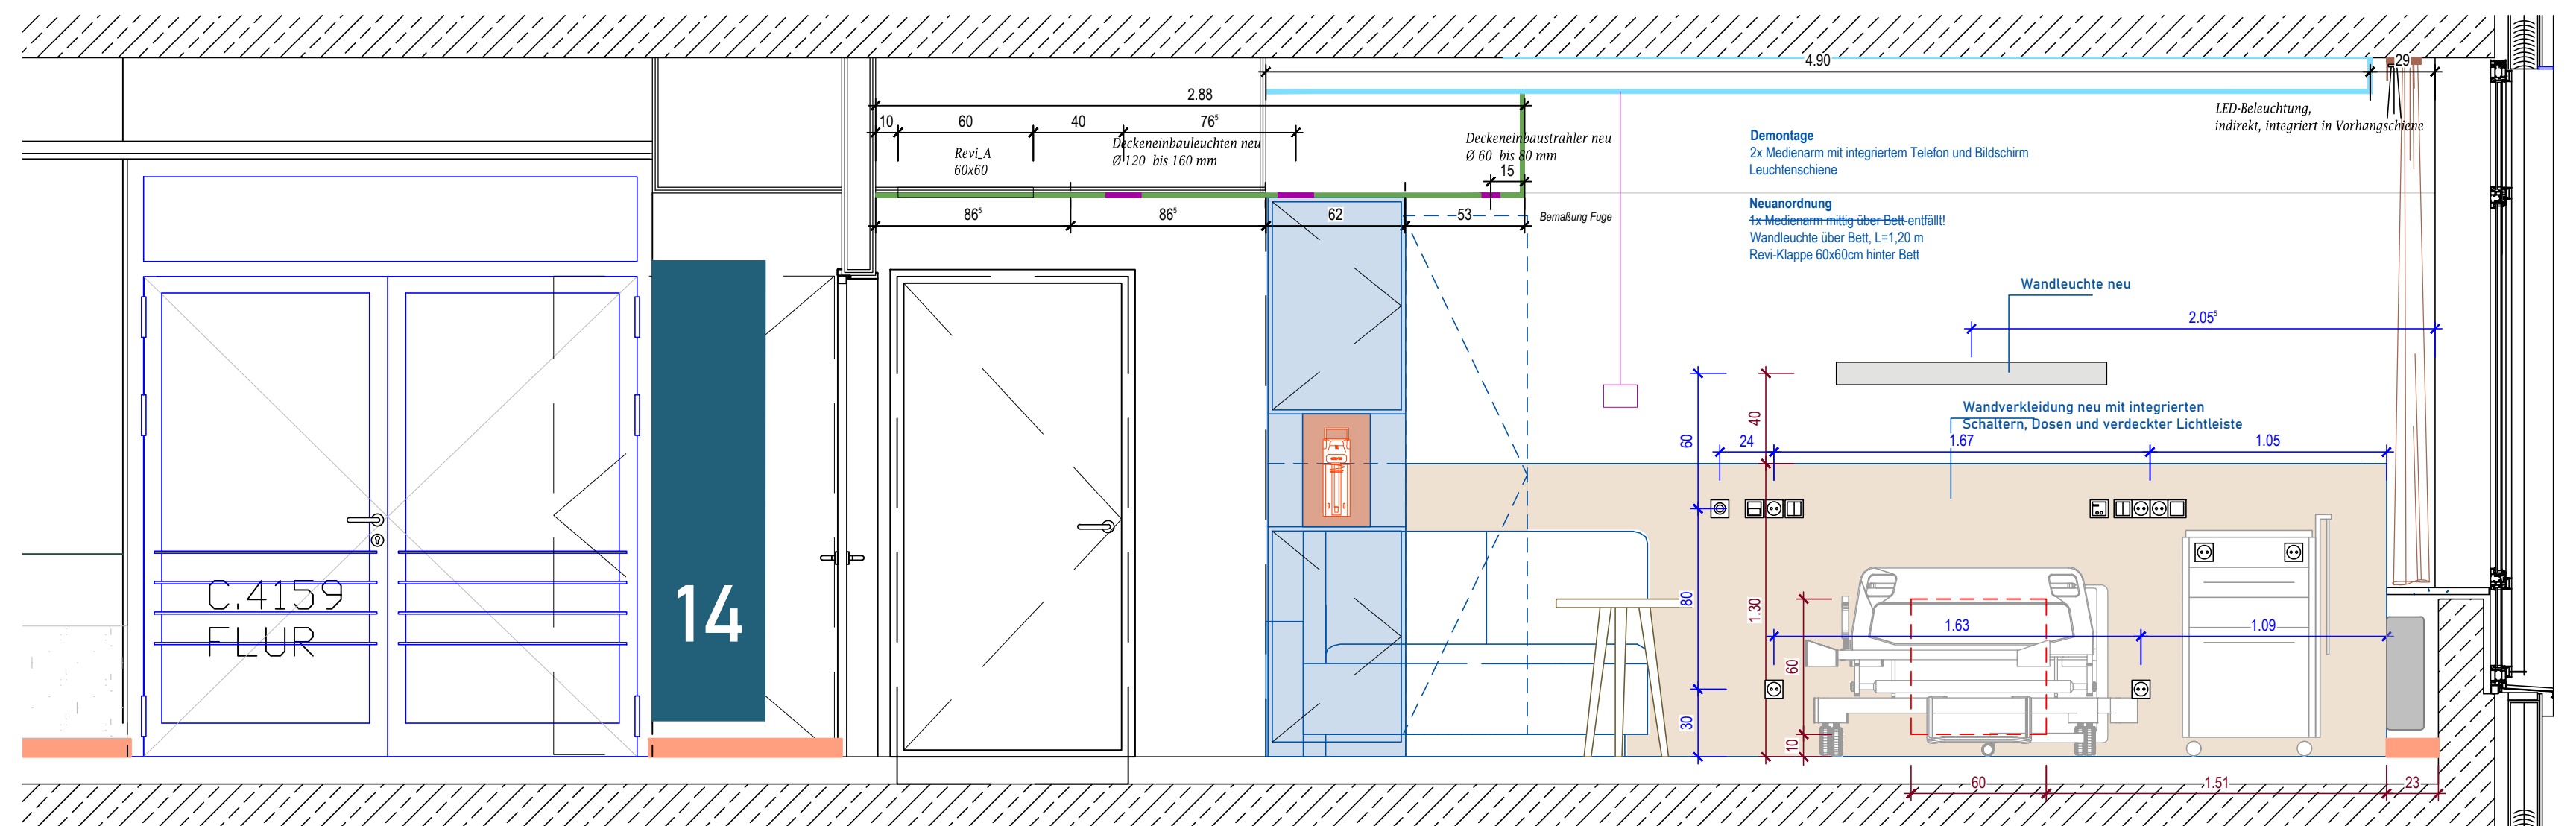 4.90
29
2.88
10
60
40
76⁵
Deckeneinbauleuchten neu
Ø 120 bis 160 mm
Revi_A
60x60
Deckeneinbaustrahler neu
Ø 60 bis 80 mm
15
LED-Beleuchtung,
indirekt, integriert in Vorhangschiene
Demontage
2x Medienarm mit integriertem Telefon und Bildschirm
Leuchtenschiene
Neuanordnung
1x Medienarm mittig über Bett entfällt!
Wandleuchte über Bett, L=1,20 m
Revi-Klappe 60x60cm hinter Bett
86⁵
86⁵
62
53
Bemaßung Fuge
Wandleuchte neu
2.05⁵
Wandverkleidung neu mit integrierten
Schaltern, Dosen und verdeckter Lichtleiste
60
40
24
1.67
1.05
C.4159
FLUR
14
80
1.30
30
60
10
1.63
1.09
60
1.51
23